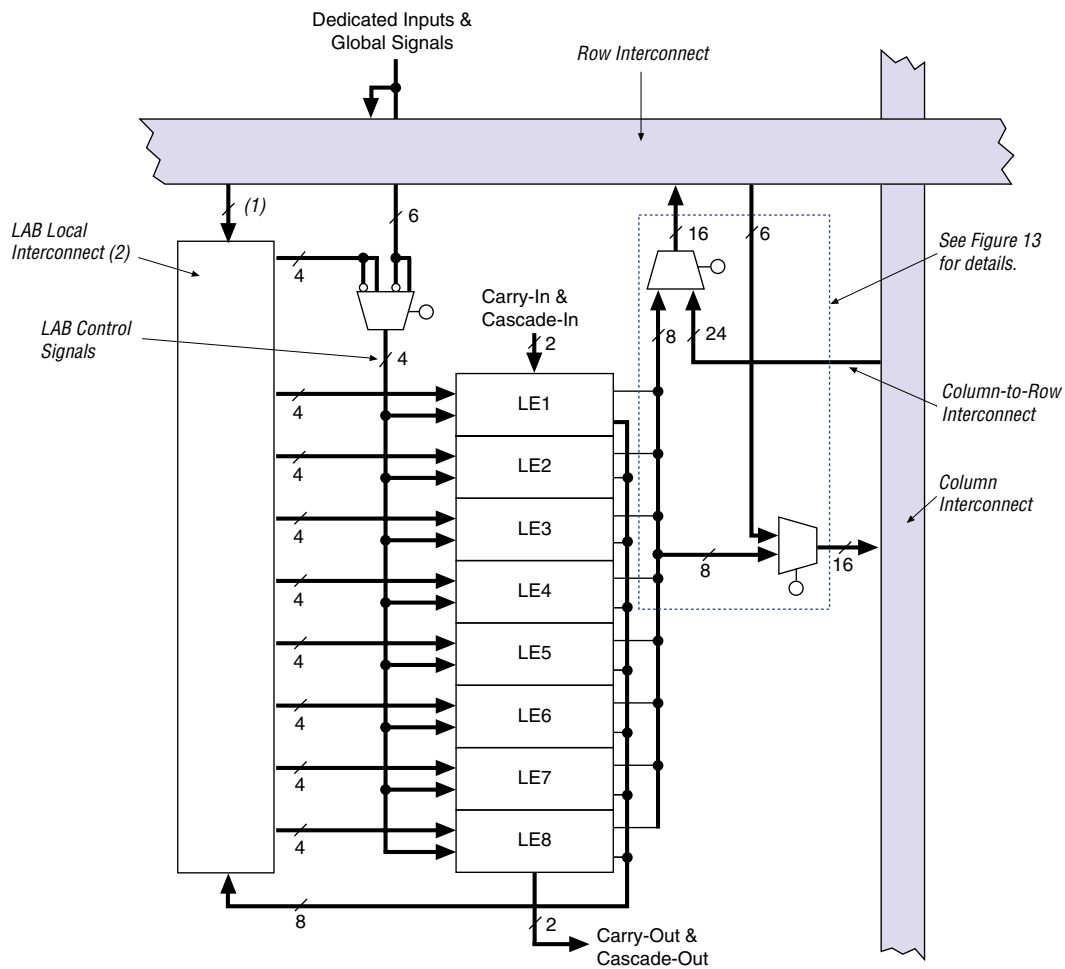 Dedicated Inputs &
Global Signals
Row Interconnect
(1)
6
16
6
LAB Local
Interconnect (2)
4
See Figure 13
for details.
Carry-In &
Cascade-In
LAB Control
Signals
4
2
8
24
Column-to-Row
Interconnect
4
LE1
4
LE2
Column
Interconnect
4
LE3
8
16
4
LE4
4
LE5
4
LE6
4
LE7
4
LE8
8
2
Carry-Out &
Cascade-Out